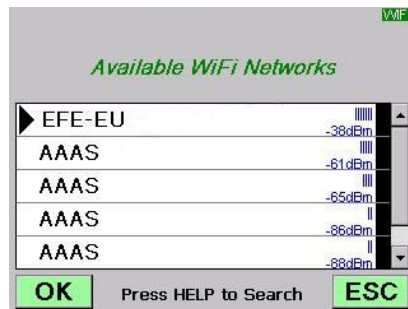 WiF
Available WiFi Networks
EFE-EU
-38dBm
AAAS
-61dBm
AAAS
-65dBm
AAAS
-86dBm
AAAS
-88dBm
OK Press HELP to Search ESC